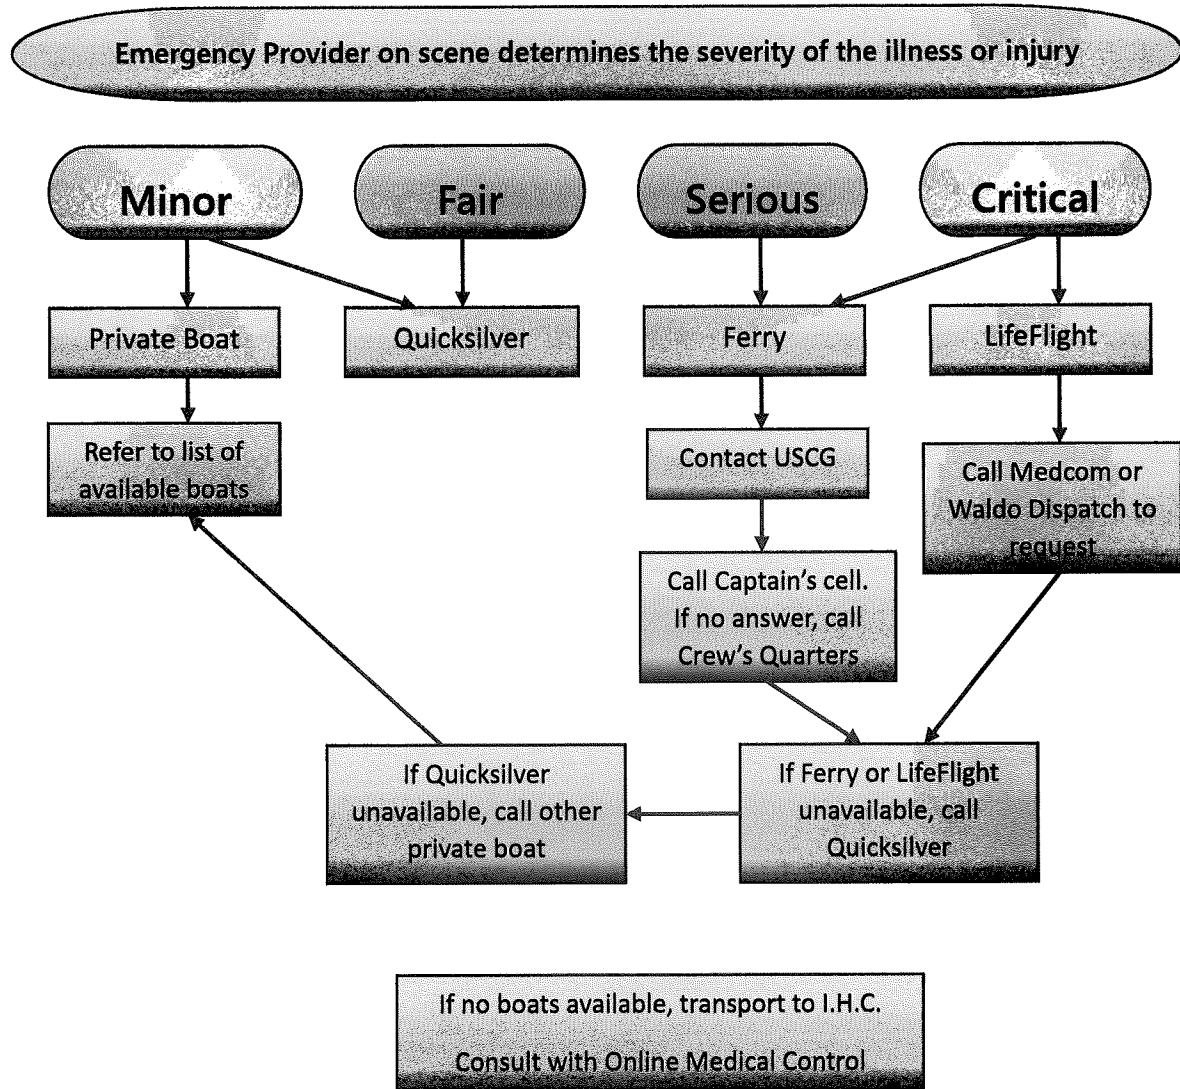 Emergency Provider on scene determines the severity of the illness or injury
Minor
Fair
Serious
Critical
Private Boat
Quicksilver
Ferry
LifeFlight
Refer to list of
available boats
Contact USCG
Call Medcom or
Waldo Dispatch to
request
Call Captain's cell.
If no answer, call
Crew's Quarters
If Quicksilver
unavailable, call other
private boat
If Ferry or LifeFlight
unavailable, call
Quicksilver
If no boats available, transport to I.H.C.
Consult with Online Medical Control